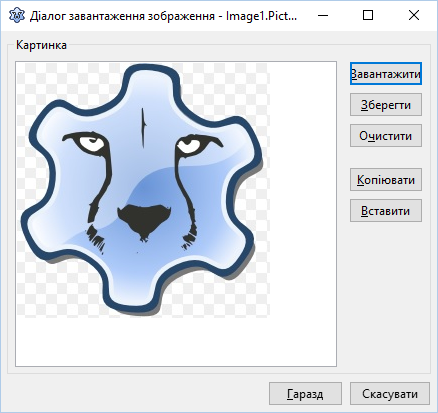 Діалог завантаження зображення - Image1.Pict...
Картинка
Завантажити
Зберегти
Очистити
Копіювати
Вставити
Гаразд
Скасувати